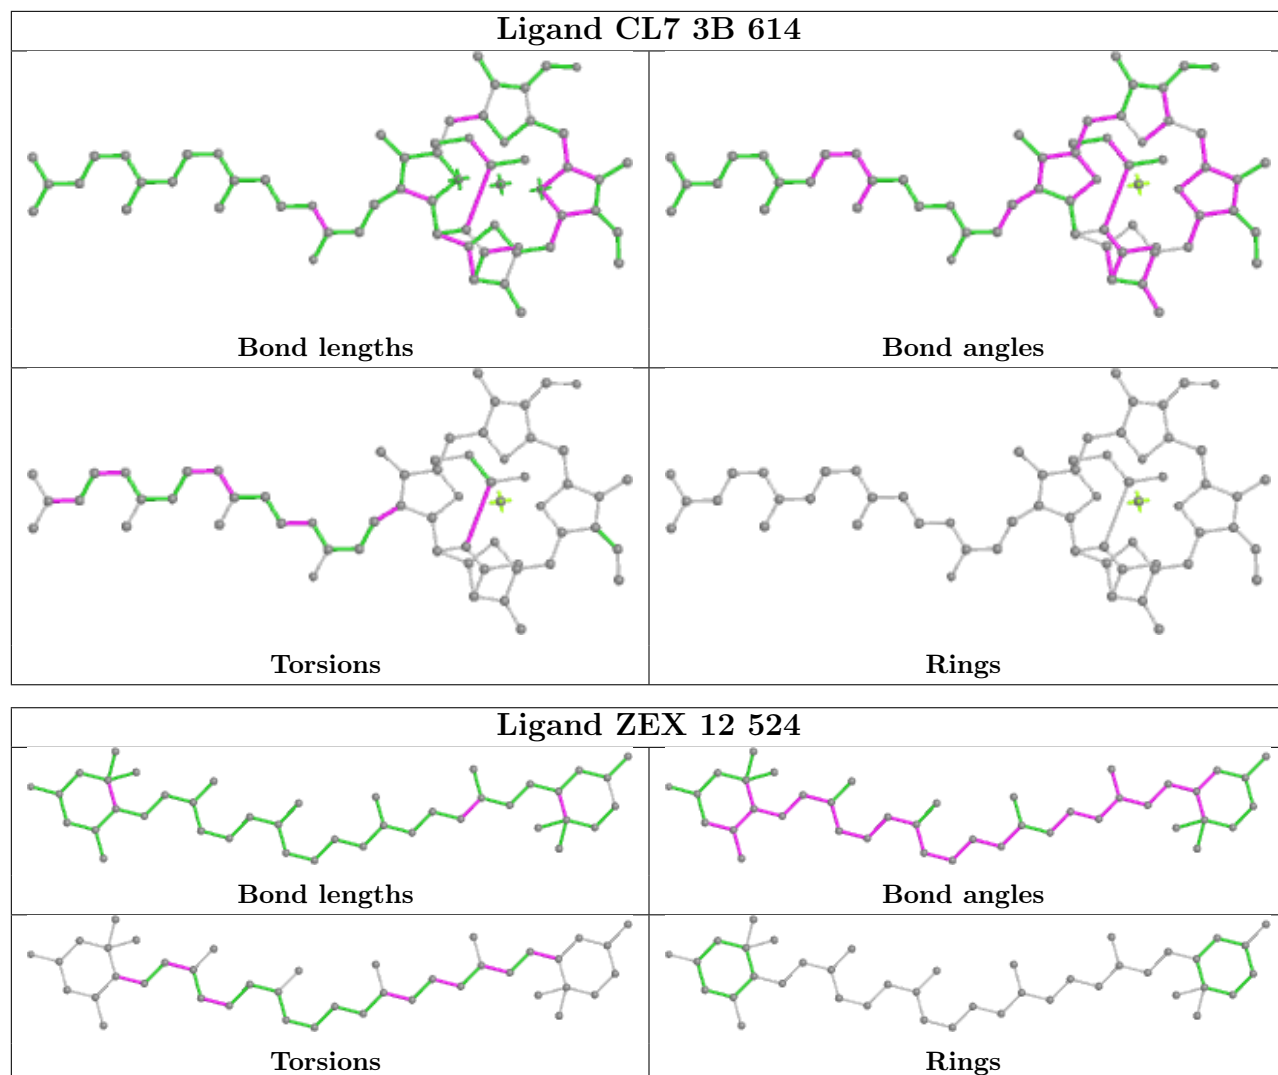 Ligand CL7 3B 614
Bond lengths
Bond angles
Torsions
Rings
Ligand ZEX 12 524
Bond lengths
Bond angles
Torsions
Rings